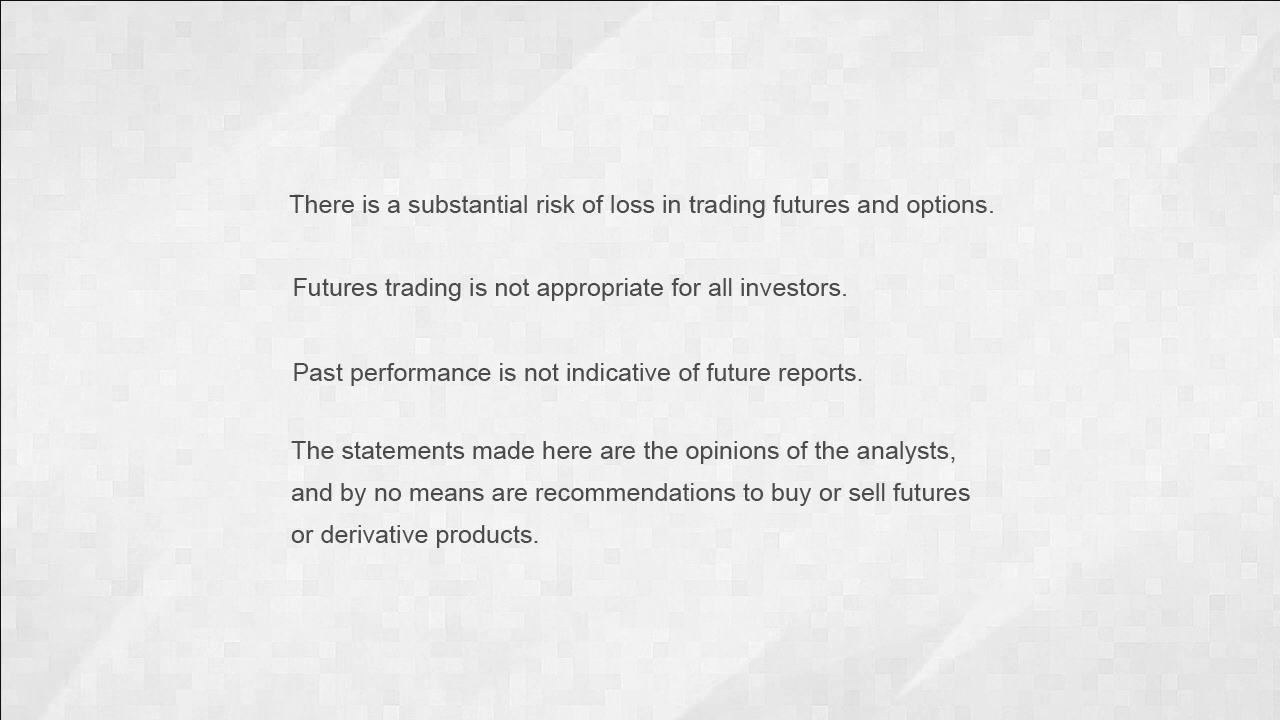 There is a substantial risk of loss in trading futures and options.
Futures trading is not appropriate for all investors.
Past performance is not indicative of future reports.
The statements made here are the opinions of the analysts,
and by no means are recommendations to buy or sell futures
or derivative products.